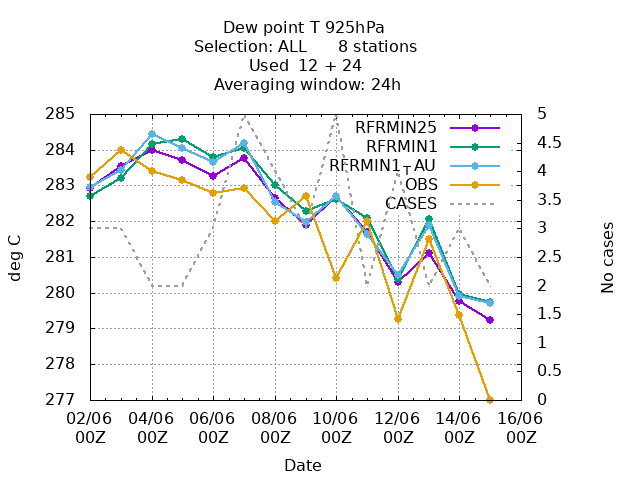 Dew point T 925hPa
Selection: ALL 8 stations
Used 12 + 24
Averaging window: 24h
RFRMIN25
RFRMIN1
RFRMIN1-AU
OBS
CASES
285
284
283
282
281
280
279
278
277
deg C
5
4.5
4
3.5
3
2.5
2
1.5
1
0.5
0
No cases
02/06 04/06 06/06 08/06 10/06 12/06 14/06 16/06
00Z 00Z 00Z 00Z 00Z 00Z 00Z 00Z
Date